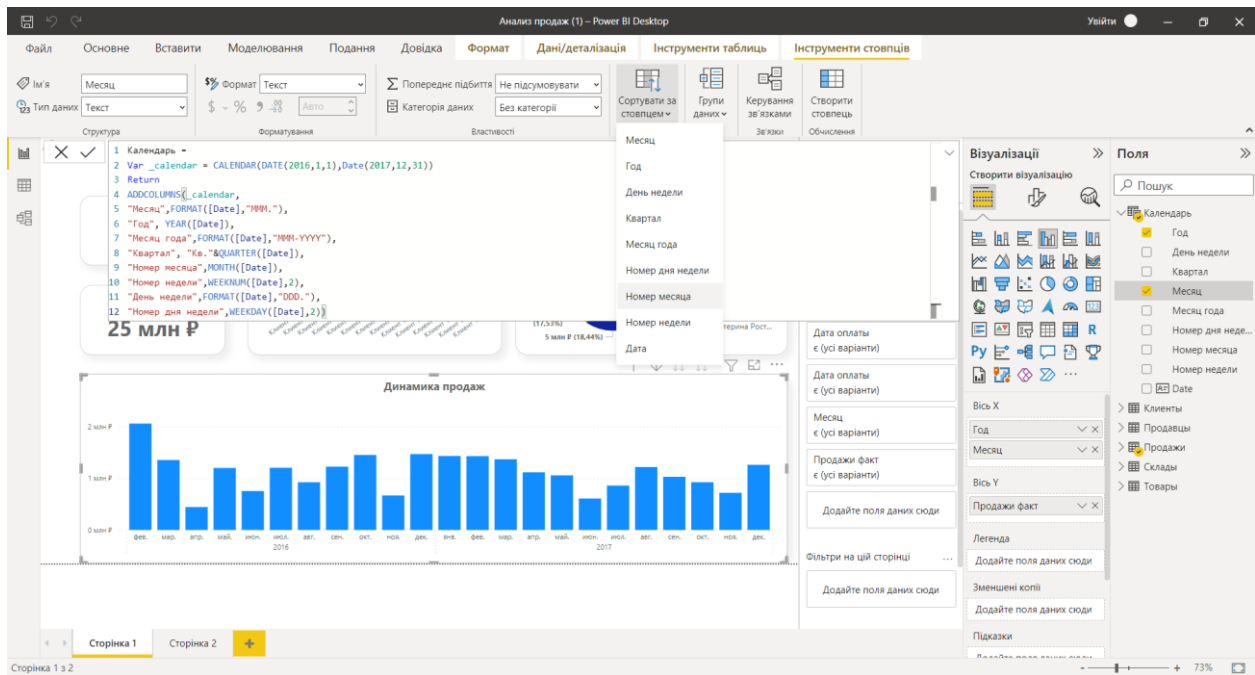 Анализ продаж (1) – Power BI Desktop
Увійти
Файл Основне Вставити Моделювання Подання Довідка Формат Дані/деталізація Інструменти таблиць Інструменти стовпців
Ім'я Месяц
Формат Текст
Попереднє підбиття Не підсумовувати
Тип даних Текст
$ % 9 Авто
Категорія даних Без категорії
Сортувати за стовпцем
Групи даних
Керування зв'язками
Створити стовпець
Структура
Форматування
Властивості
Зв'язки
Обчислення
1 Календарь =
2 Var _calendar = CALENDAR(DATE(2016,1,1),Date(2017,12,31))
3 Return
4 ADDCOLUMNS(_calendar,
5 "Месяц",FORMAT([Date],"MMM."),
6 "Год", YEAR([Date]),
7 "Месяц года",FORMAT([Date],"MMM-YYYY"),
8 "Квартал", "Кв."&QUARTER([Date]),
9 "Номер месяца",MONTH([Date]),
10 "Номер недели",WEEKNUM([Date],2),
11 "День недели",FORMAT([Date],"DDD."),
12 "Номер дня недели",WEEKDAY([Date],2))
Месяц
Год
День недели
Квартал
Месяц года
Номер дня недели
Номер месяца
Номер недели
Дата
25 млн ₽
(17,53%)
5 млн ₽ (18,44%)
терина Рост...
Динамика продаж
2 млн ₽
1 млн ₽
0 млн ₽
фев. мар. апр. май. июн. июл. авг. сен. окт. ноя. дек. янв. фев. мар. апр. май. июн. июл. авг. сен. окт. ноя. дек.
2016 2017
Дата оплаты
є (усі варіанти)
Дата оплаты
є (усі варіанти)
Месяц
є (усі варіанти)
Продажи факт
є (усі варіанти)
Додайте поля даних сюди
Фільтри на цій сторінці ...
Додайте поля даних сюди
Візуалізації
Створити візуалізацію
R
Py
Вісь X
Год
Месяц
Вісь Y
Продажи факт
Легенда
Додайте поля даних сюди
Зменшені копії
Додайте поля даних сюди
Підказки
Поля
Пошук
Календарь
Год
День недели
Квартал
Месяц
Месяц года
Номер дня неде...
Номер месяца
Номер недели
Date
Клиенты
Продавцы
Продажи
Склады
Товары
Сторінка 1 Сторінка 2
Сторінка 1 з 2
73%